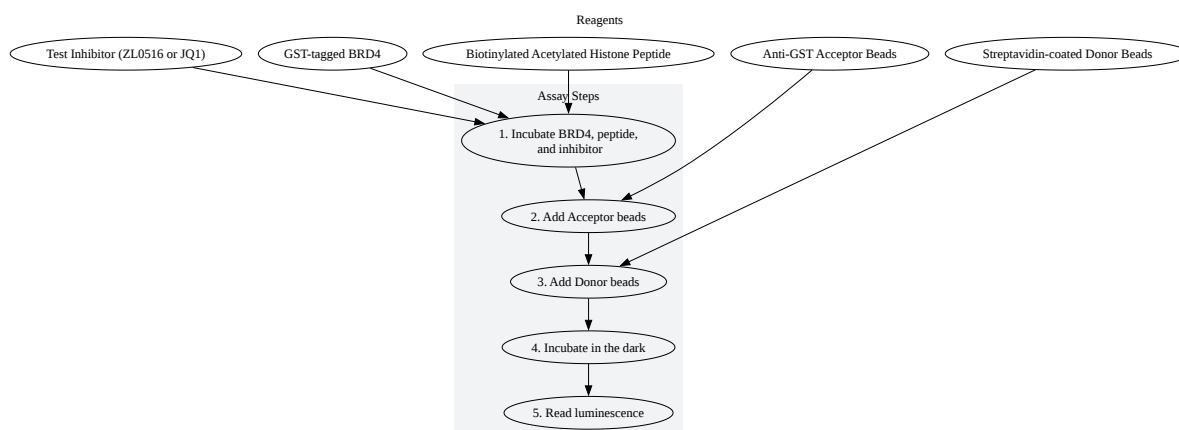 Reagents
Test Inhibitor (ZL0516 or JQ1)
GST-tagged BRD4
Biotinylated Acetylated Histone Peptide
Anti-GST Acceptor Beads
Streptavidin-coated Donor Beads
Assay Steps
1. Incubate BRD4, peptide,
and inhibitor
2. Add Acceptor beads
3. Add Donor beads
4. Incubate in the dark
5. Read luminescence